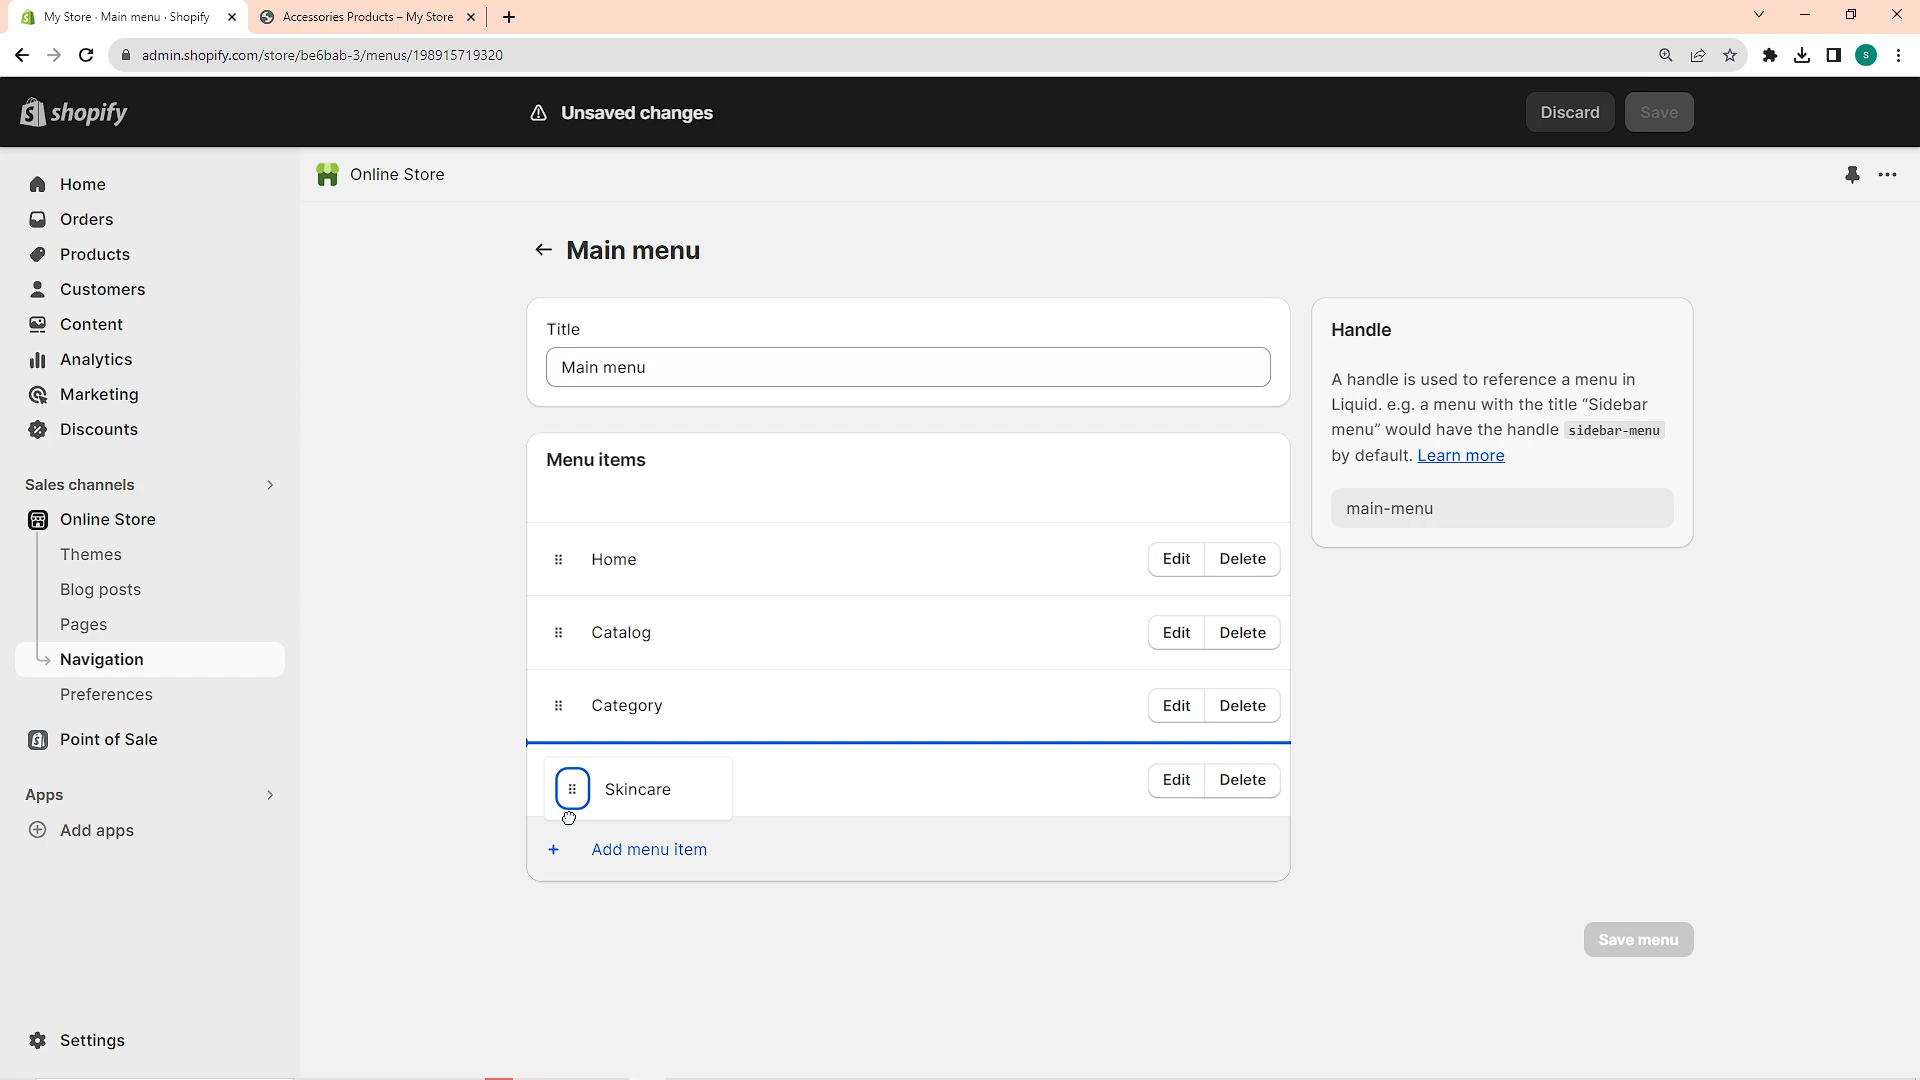 My Store · Main menu · Shopify
Accessories Products – My Store
admin.shopify.com/store/be6bab-3/menus/198915719320
S
shopify
Unsaved changes
Discard
Save
Home
Orders
Products
Customers
Content
Analytics
Marketing
Discounts
Sales channels
Online Store
Themes
Blog posts
Pages
Navigation
Preferences
Point of Sale
Apps
Add apps
Settings
Online Store
Main menu
Title
Main menu
Menu items
Home
Edit
Delete
Catalog
Edit
Delete
Category
Edit
Delete
Skincare
Edit
Delete
+ Add menu item
Handle
A handle is used to reference a menu in
Liquid. e.g. a menu with the title “Sidebar
menu” would have the handle sidebar-menu
by default. Learn more
main-menu
Save menu